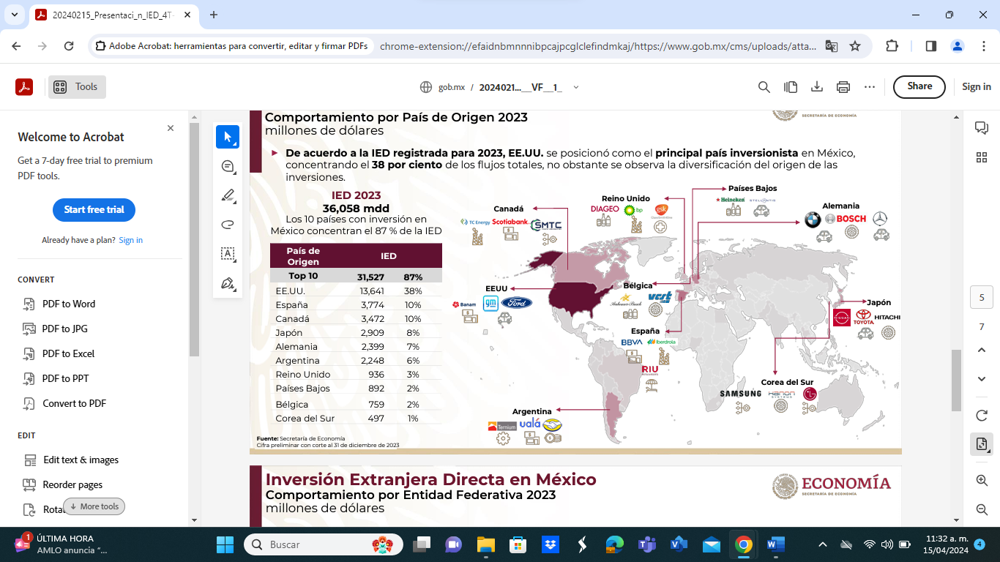 20240215_Presentaci_n_IED_4T-
Adobe Acrobat: herramientas para convertir, editar y firmar PDFs
chrome-extension://efaidnbmnnnibpcajpcglclefindmkaj/https://www.gob.mx/cms/uploads/atta...
Tools
gob.mx / 2024021...__VF__1_
Share
Sign in
Welcome to Acrobat
Get a 7-day free trial to premium
PDF tools.
Start free trial
Already have a plan? Sign in
CONVERT
PDF to Word
PDF to JPG
PDF to Excel
PDF to PPT
Convert to PDF
EDIT
Edit text & images
Reorder pages
Rota
More tools
Comportamiento por País de Origen 2023
millones de dólares
SECRETARÍA DE ECONOMÍA
De acuerdo a la IED registrada para 2023, EE.UU. se posicionó como el principal país inversionista en México,
concentrando el 38 por ciento de los flujos totales, no obstante se observa la diversificación del origen de las
inversiones.
IED 2023
36,058 mdd
Los 10 países con inversión en
México concentran el 87 % de la IED
País de Origen IED
Top 10 31,527 87%
EE.UU. 13,641 38%
España 3,774 10%
Canadá 3,472 10%
Japón 2,909 8%
Alemania 2,399 7%
Argentina 2,248 6%
Reino Unido 936 3%
Países Bajos 892 2%
Bélgica 759 2%
Corea del Sur 497 1%
Fuente: Secretaría de Economía
Cifra preliminar con corte al 31 de diciembre de 2023
Canadá
TC Energy Scotiabank SMTC
Reino Unido
DIAGEO bp gsk
Países Bajos
Heineken STELLANTIS
Alemania
BMW BOSCH
EEUU
Banam gm Ford
Bélgica
Anheuser-Busch
España
BBVA Iberdrola
RIU
Japón
NISSAN TOYOTA HITACHI
Corea del Sur
SAMSUNG HANON SYSTEMS LG
Argentina
Ternium ualá
Inversión Extranjera Directa en México
Comportamiento por Entidad Federativa 2023
millones de dólares
ECONOMÍA
SECRETARÍA DE ECONOMÍA
5
7
1
ÚLTIMA HORA
AMLO anuncia “...
Buscar
11:32 a. m.
15/04/2024
4